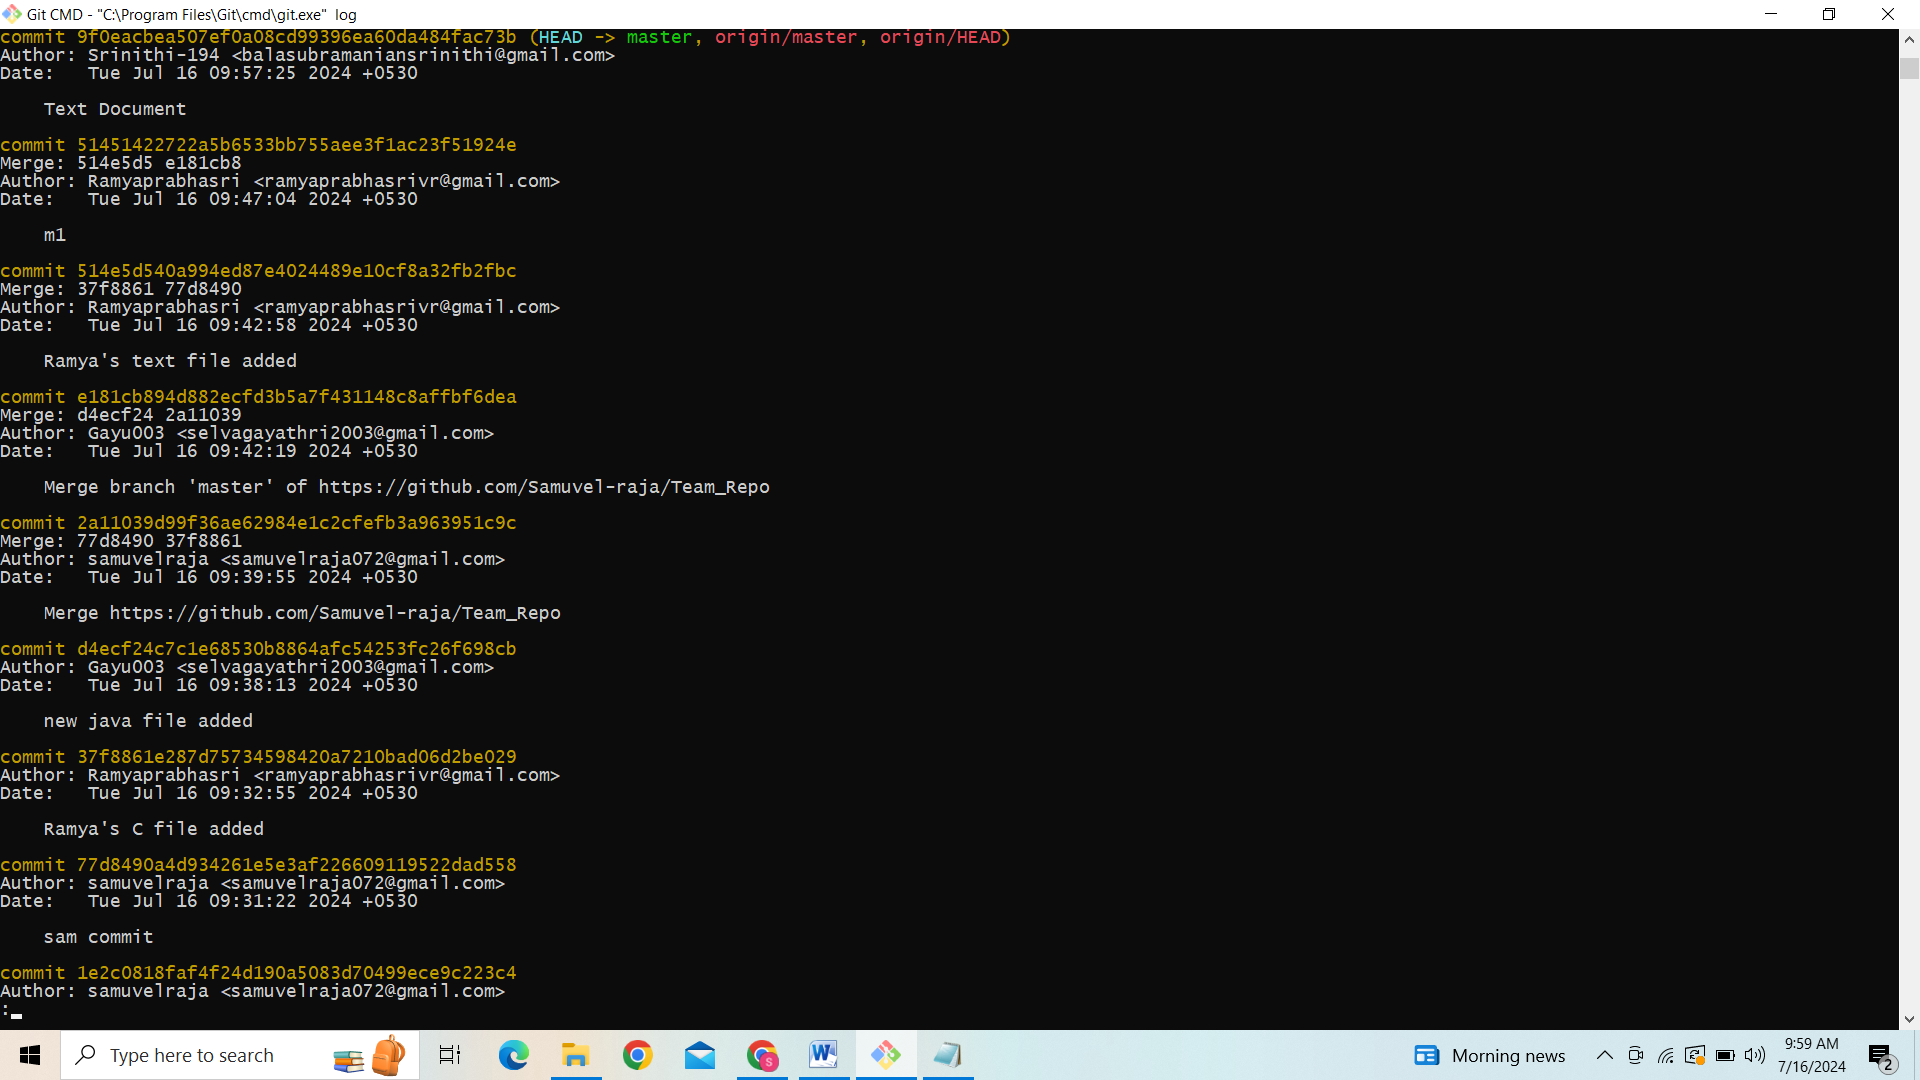 Git CMD - "C:\Program Files\Git\cmd\git.exe"  log
commit 9f0eacbea507ef0a08cd99396ea60da484fac73b (HEAD -> master, origin/master, origin/HEAD)
Author: Srinithi-194 <balasubramaniansrinithi@gmail.com>
Date:   Tue Jul 16 09:57:25 2024 +0530
    Text Document
commit 51451422722a5b6533bb755aee3f1ac23f51924e
Merge: 514e5d5 e181cb8
Author: Ramyaprabhasri <ramyaprabhasrivr@gmail.com>
Date:   Tue Jul 16 09:47:04 2024 +0530
    m1
commit 514e5d540a994ed87e4024489e10cf8a32fb2fbc
Merge: 37f8861 77d8490
Author: Ramyaprabhasri <ramyaprabhasrivr@gmail.com>
Date:   Tue Jul 16 09:42:58 2024 +0530
    Ramya's text file added
commit e181cb894d882ecfd3b5a7f431148c8affbf6dea
Merge: d4ecf24 2a11039
Author: Gayu003 <selvagayathri2003@gmail.com>
Date:   Tue Jul 16 09:42:19 2024 +0530
    Merge branch 'master' of https://github.com/Samuvel-raja/Team_Repo
commit 2a11039d99f36ae62984e1c2cfefb3a963951c9c
Merge: 77d8490 37f8861
Author: samuvelraja <samuvelraja072@gmail.com>
Date:   Tue Jul 16 09:39:55 2024 +0530
    Merge https://github.com/Samuvel-raja/Team_Repo
commit d4ecf24c7c1e68530b8864afc54253fc26f698cb
Author: Gayu003 <selvagayathri2003@gmail.com>
Date:   Tue Jul 16 09:38:13 2024 +0530
    new java file added
commit 37f8861e287d75734598420a7210bad06d2be029
Author: Ramyaprabhasri <ramyaprabhasrivr@gmail.com>
Date:   Tue Jul 16 09:32:55 2024 +0530
    Ramya's C file added
commit 77d8490a4d934261e5e3af226609119522dad558
Author: samuvelraja <samuvelraja072@gmail.com>
Date:   Tue Jul 16 09:31:22 2024 +0530
    sam commit
commit 1e2c0818faf4f24d190a5083d70499ece9c223c4
Author: samuvelraja <samuvelraja072@gmail.com>
:
Type here to search
S
W
Morning news
9:59 AM
7/16/2024
2